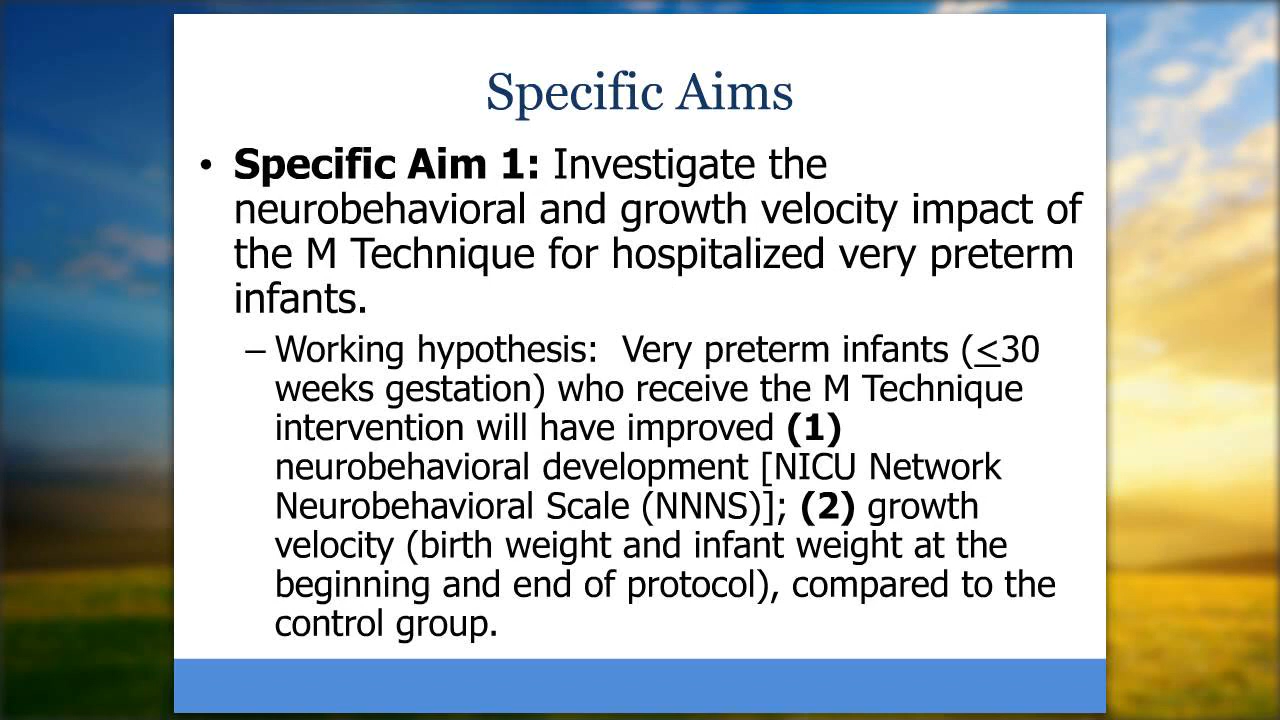 Specific Aims
• Specific Aim 1: Investigate the
neurobehavioral and growth velocity impact of
the M Technique for hospitalized very preterm
infants.
– Working hypothesis:  Very preterm infants (<30
weeks gestation) who receive the M Technique
intervention will have improved (1)
neurobehavioral development [NICU Network
Neurobehavioral Scale (NNNS)]; (2) growth
velocity (birth weight and infant weight at the
beginning and end of protocol), compared to the
control group.